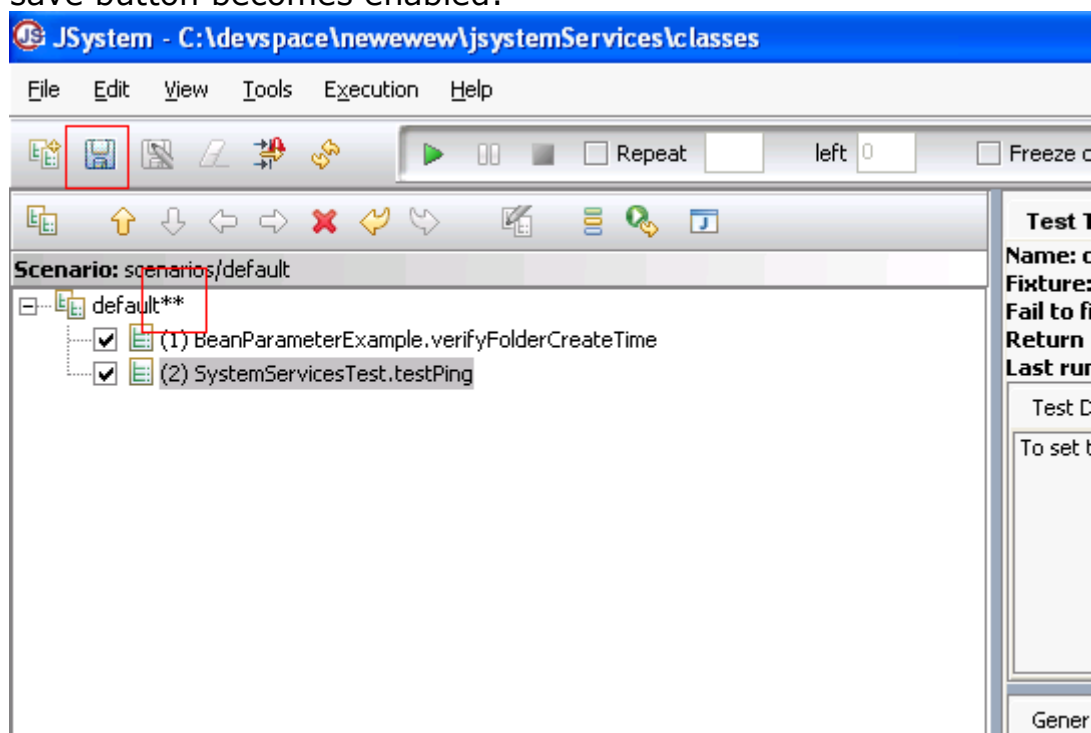 save button becomes enabled.
JSystem - C:\devspace\newewew\jsystemServices\classes
File Edit View Tools Execution Help
Repeat left 0 Freeze
Test
Scenario: scenarios/default
Name:
Fixture:
default**
Fail to
(1) BeanParameterExample.verifyFolderCreateTime
Return
(2) SystemServicesTest.testPing
Last run
Test D
To set
Gener